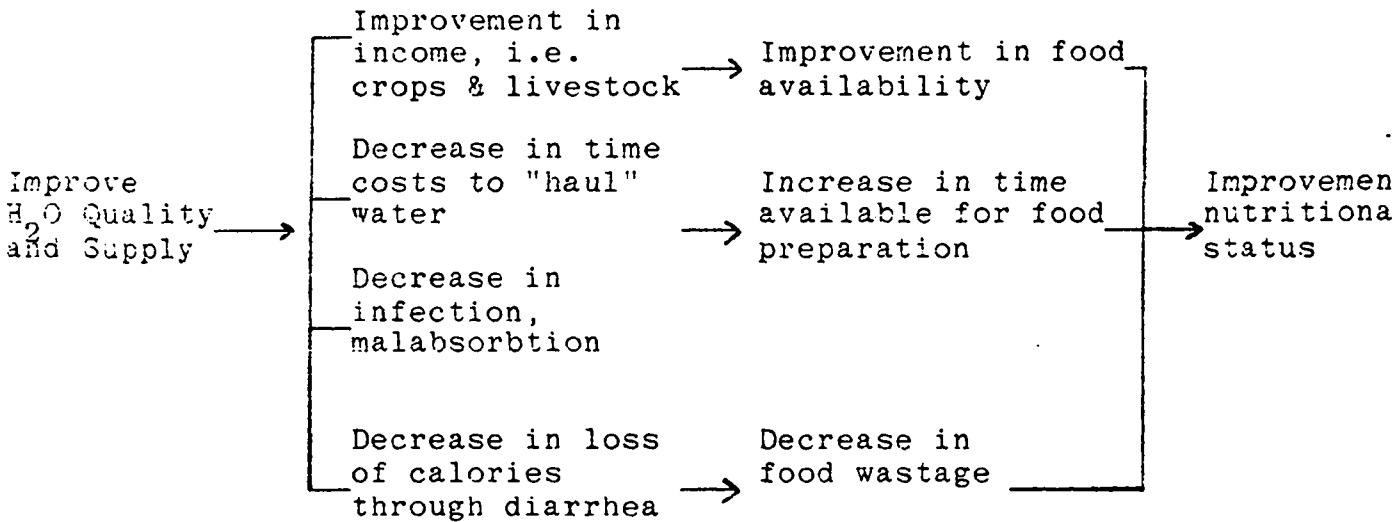 Improve
H₂O Quality
and Supply
Improvement in
income, i.e.
crops & livestock
Improvement in food
availability
Decrease in time
costs to "haul"
water
Increase in time
available for food
preparation
Decrease in
infection,
malabsorbtion
Decrease in loss
of calories
through diarrhea
Decrease in
food wastage
Improvemen
nutritiona
status